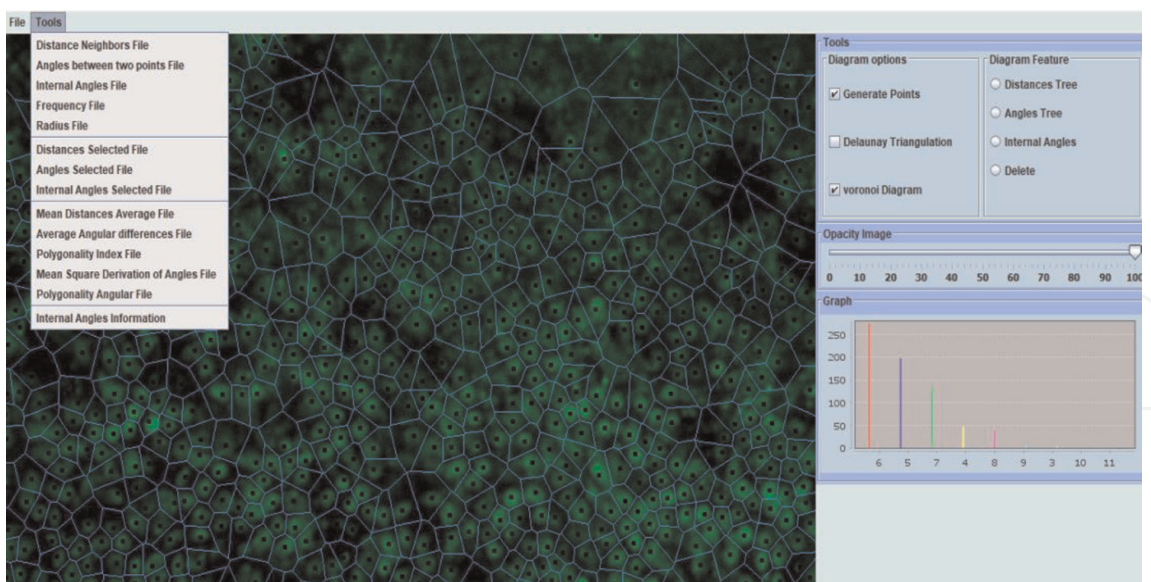 File Tools
Distance Neighbors File
Angles between two points File
Internal Angles File
Frequency File
Radius File
Distances Selected File
Angles Selected File
Internal Angles Selected File
Mean Distances Average File
Average Angular differences File
Polygonality Index File
Mean Square Derivation of Angles File
Polygonality Angular File
Internal Angles Information
Tools
Diagram options
Generate Points
Delaunay Triangulation
voronoi Diagram
Diagram Feature
Distances Tree
Angles Tree
Internal Angles
Delete
Opacity Image
0 10 20 30 40 50 60 70 80 90 100
Graph
250
200
150
100
50
0
6 5 7 4 8 9 3 10 11